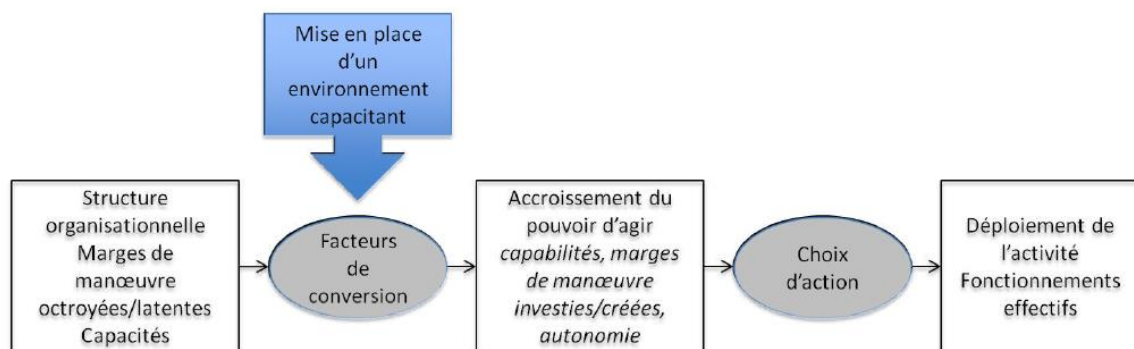 Mise en place
d'un
environnement
capacitant
Structure
organisationnelle
Marges de
manœuvre
octroyées/latentes
Capacités
Facteurs
de
conversion
Accroissement du
pouvoir d'agir
capabilités, marges
de manœuvre
investies/créées,
autonomie
Choix
d'action
Déploiement de
l'activité
Fonctionnements
effectifs